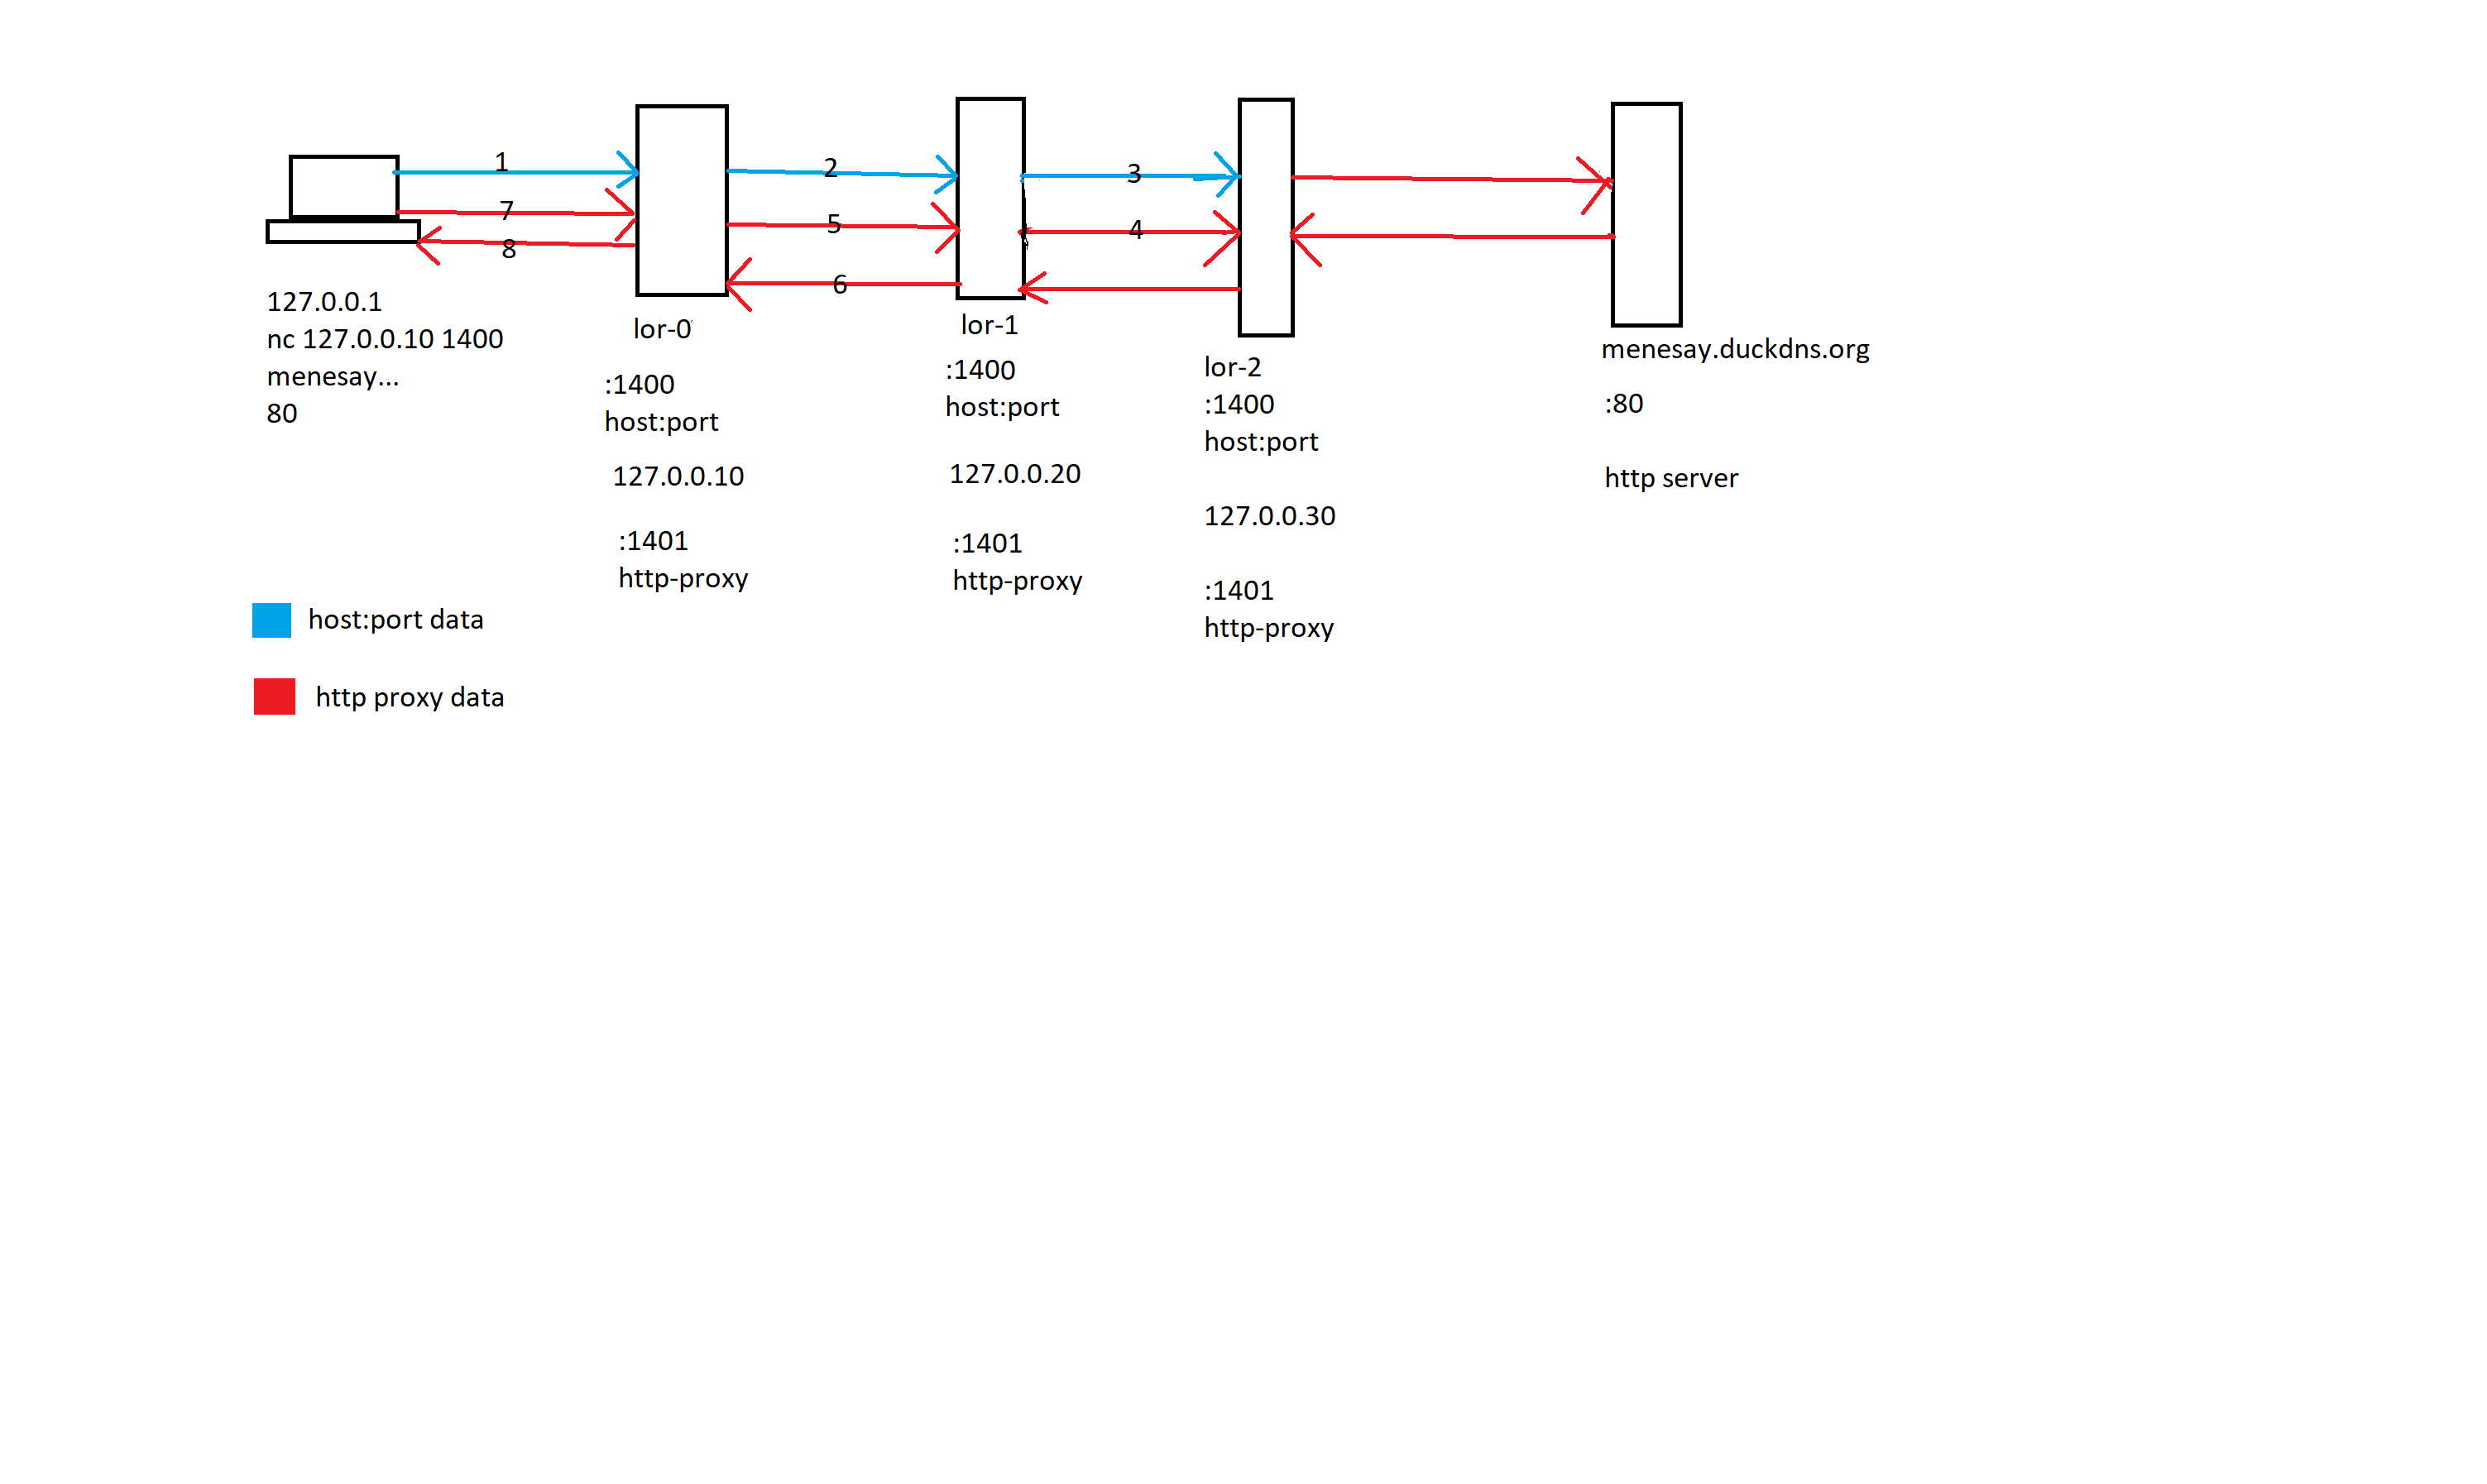 1
2
3
7
5
4
8
6
127.0.0.1
nc 127.0.0.10 1400
menesay...
80
lor-0
:1400
host:port
127.0.0.10
:1401
http-proxy
lor-1
:1400
host:port
127.0.0.20
:1401
http-proxy
lor-2
:1400
host:port
127.0.0.30
:1401
http-proxy
menesay.duckdns.org
:80
http server
host:port data
http proxy data